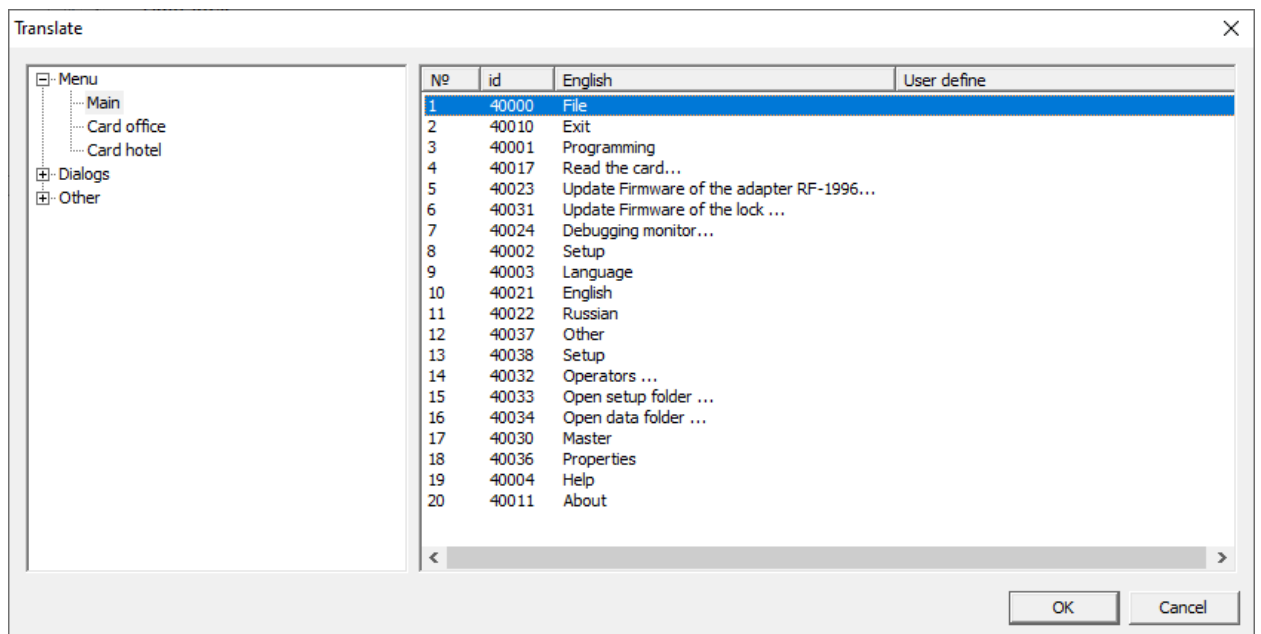 Translate
Menu
Main
Card office
Card hotel
Dialogs
Other
Nº id English User define
1 40000 File
2 40010 Exit
3 40001 Programming
4 40017 Read the card...
5 40023 Update Firmware of the adapter RF-1996...
6 40031 Update Firmware of the lock ...
7 40024 Debugging monitor...
8 40002 Setup
9 40003 Language
10 40021 English
11 40022 Russian
12 40037 Other
13 40038 Setup
14 40032 Operators ...
15 40033 Open setup folder ...
16 40034 Open data folder ...
17 40030 Master
18 40036 Properties
19 40004 Help
20 40011 About
OK Cancel